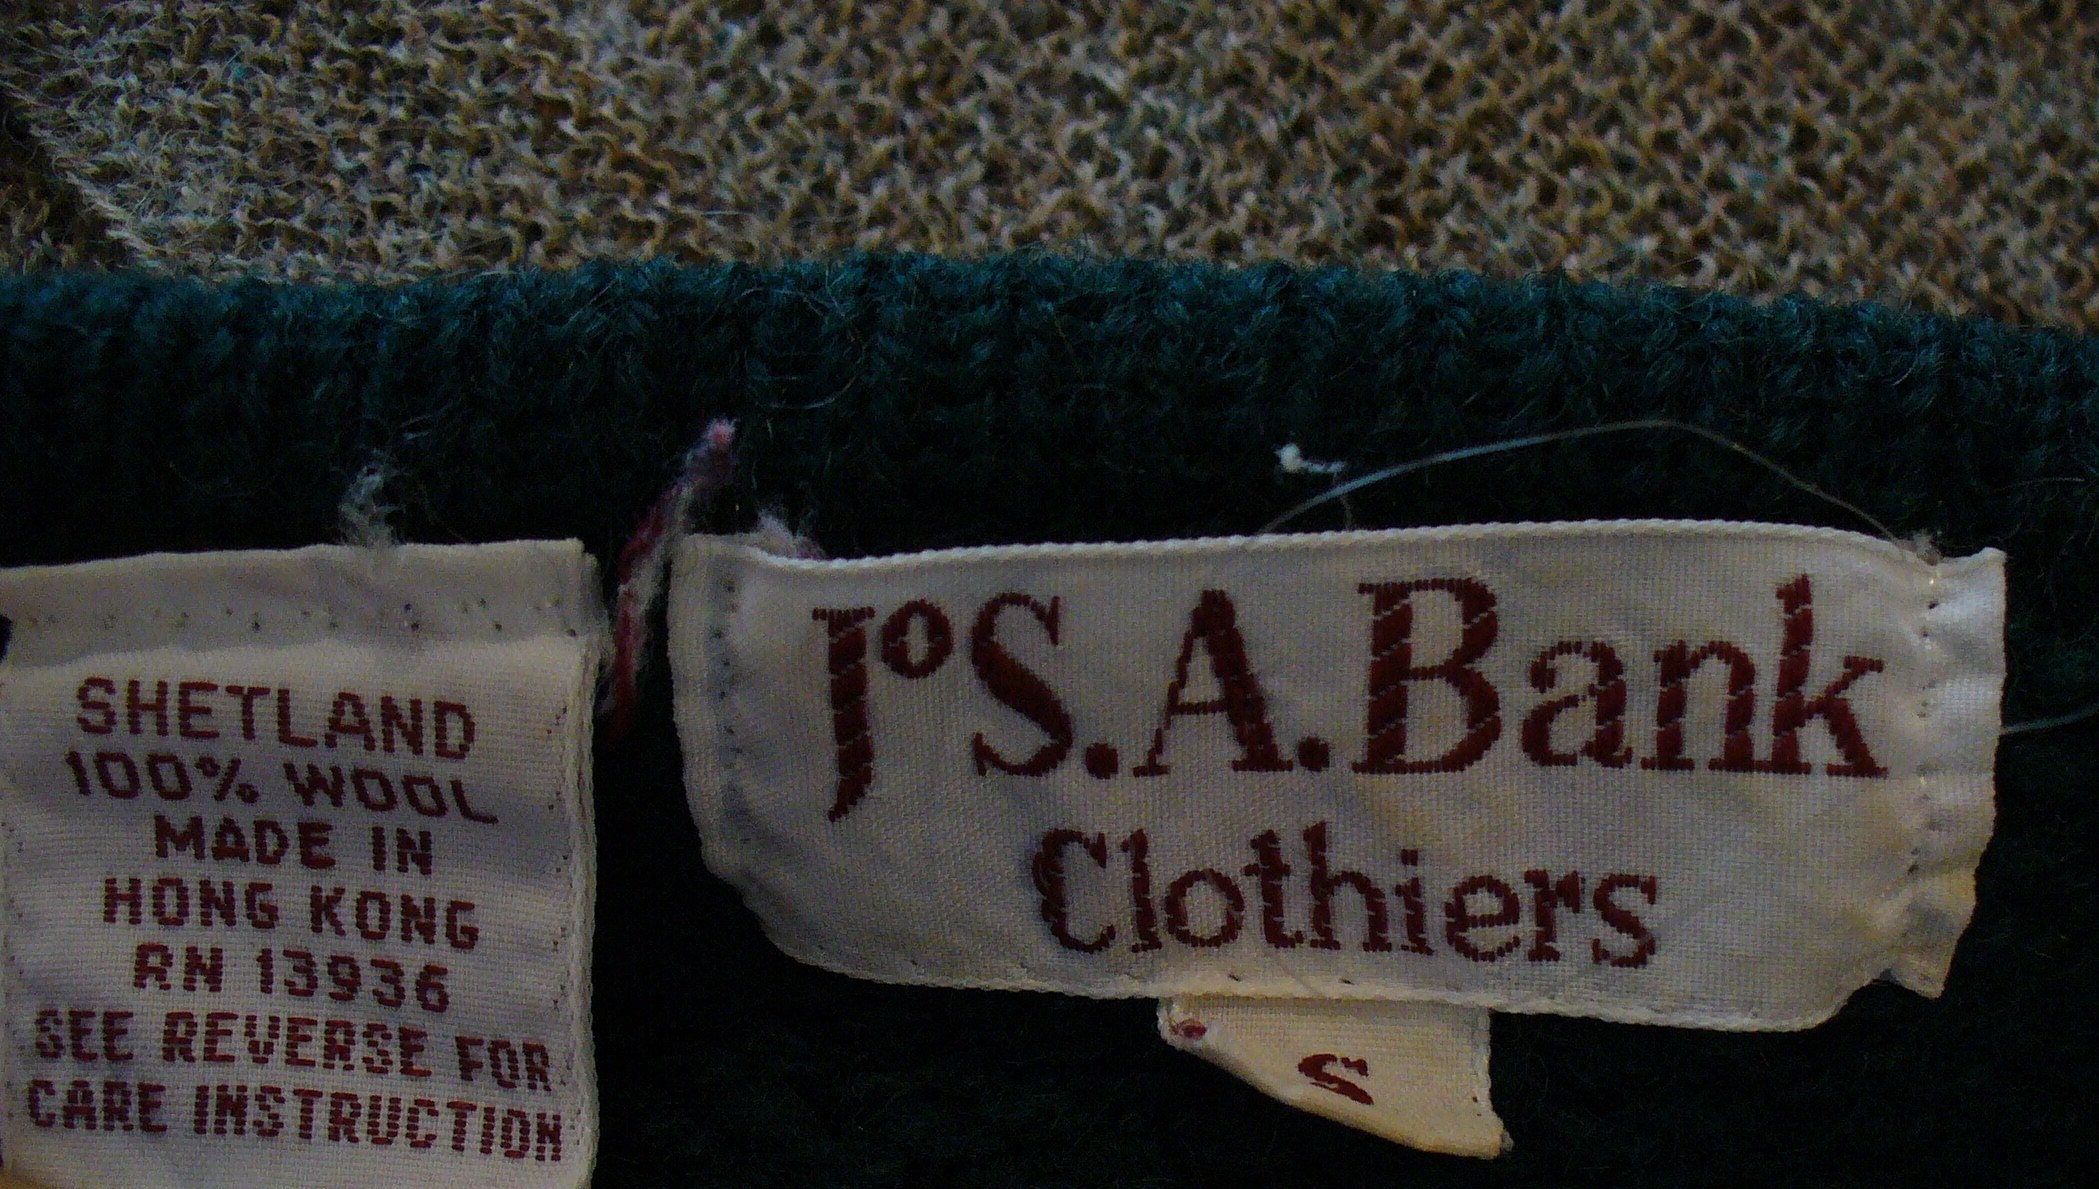 SHETLAND
100% WOOL
MADE IN
HONG KONG
RN 13936
SEE REVERSE FOR
CARE INSTRUCTION
JoS.A.Bank
Clothiers
S